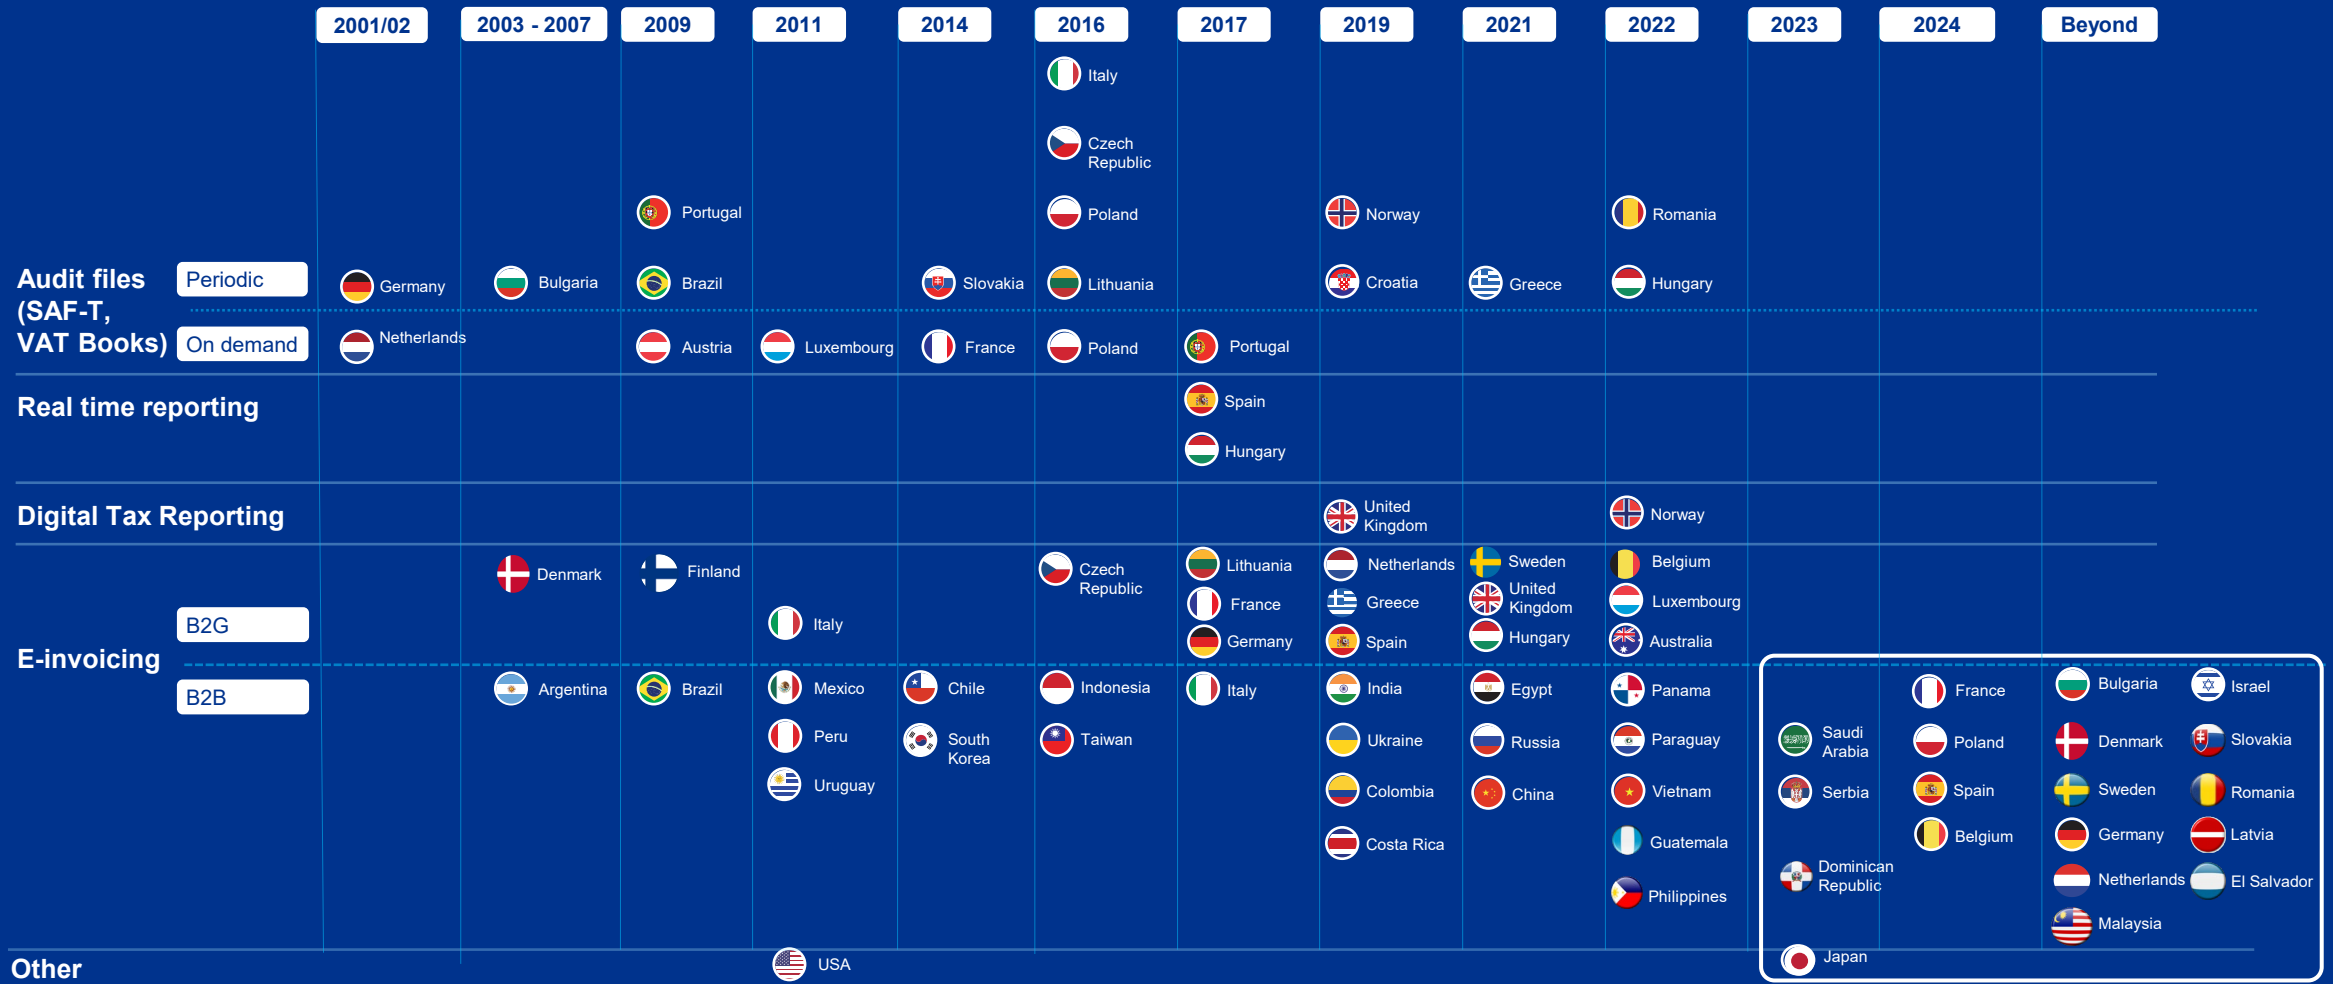 2001/02
2003 - 2007
2009
2011
2014
2016
2017
2019
2021
2022
2023
2024
Beyond
Italy
Czech
Republic
Portugal
Poland
Norway
Romania
Audit files
(SAF-T,
VAT Books)
Periodic
Germany
Bulgaria
Brazil
Slovakia
Lithuania
Croatia
Greece
Hungary
On demand
Netherlands
Austria
Luxembourg
France
Poland
Portugal
Real time reporting
Spain
Hungary
Digital Tax Reporting
United
Kingdom
Norway
E-invoicing
B2G
Denmark
Finland
Italy
Czech
Republic
Lithuania
France
Germany
Netherlands
Greece
Spain
Sweden
United
Kingdom
Hungary
Belgium
Luxembourg
Australia
B2B
Argentina
Brazil
Mexico
Peru
Uruguay
Chile
South
Korea
Indonesia
Taiwan
Italy
India
Ukraine
Colombia
Costa Rica
Egypt
Russia
China
Panama
Paraguay
Vietnam
Guatemala
Philippines
Saudi
Arabia
Serbia
Dominican
Republic
France
Poland
Spain
Belgium
Bulgaria
Denmark
Sweden
Germany
Netherlands
Malaysia
Israel
Slovakia
Romania
Latvia
El Salvador
Other
USA
Japan